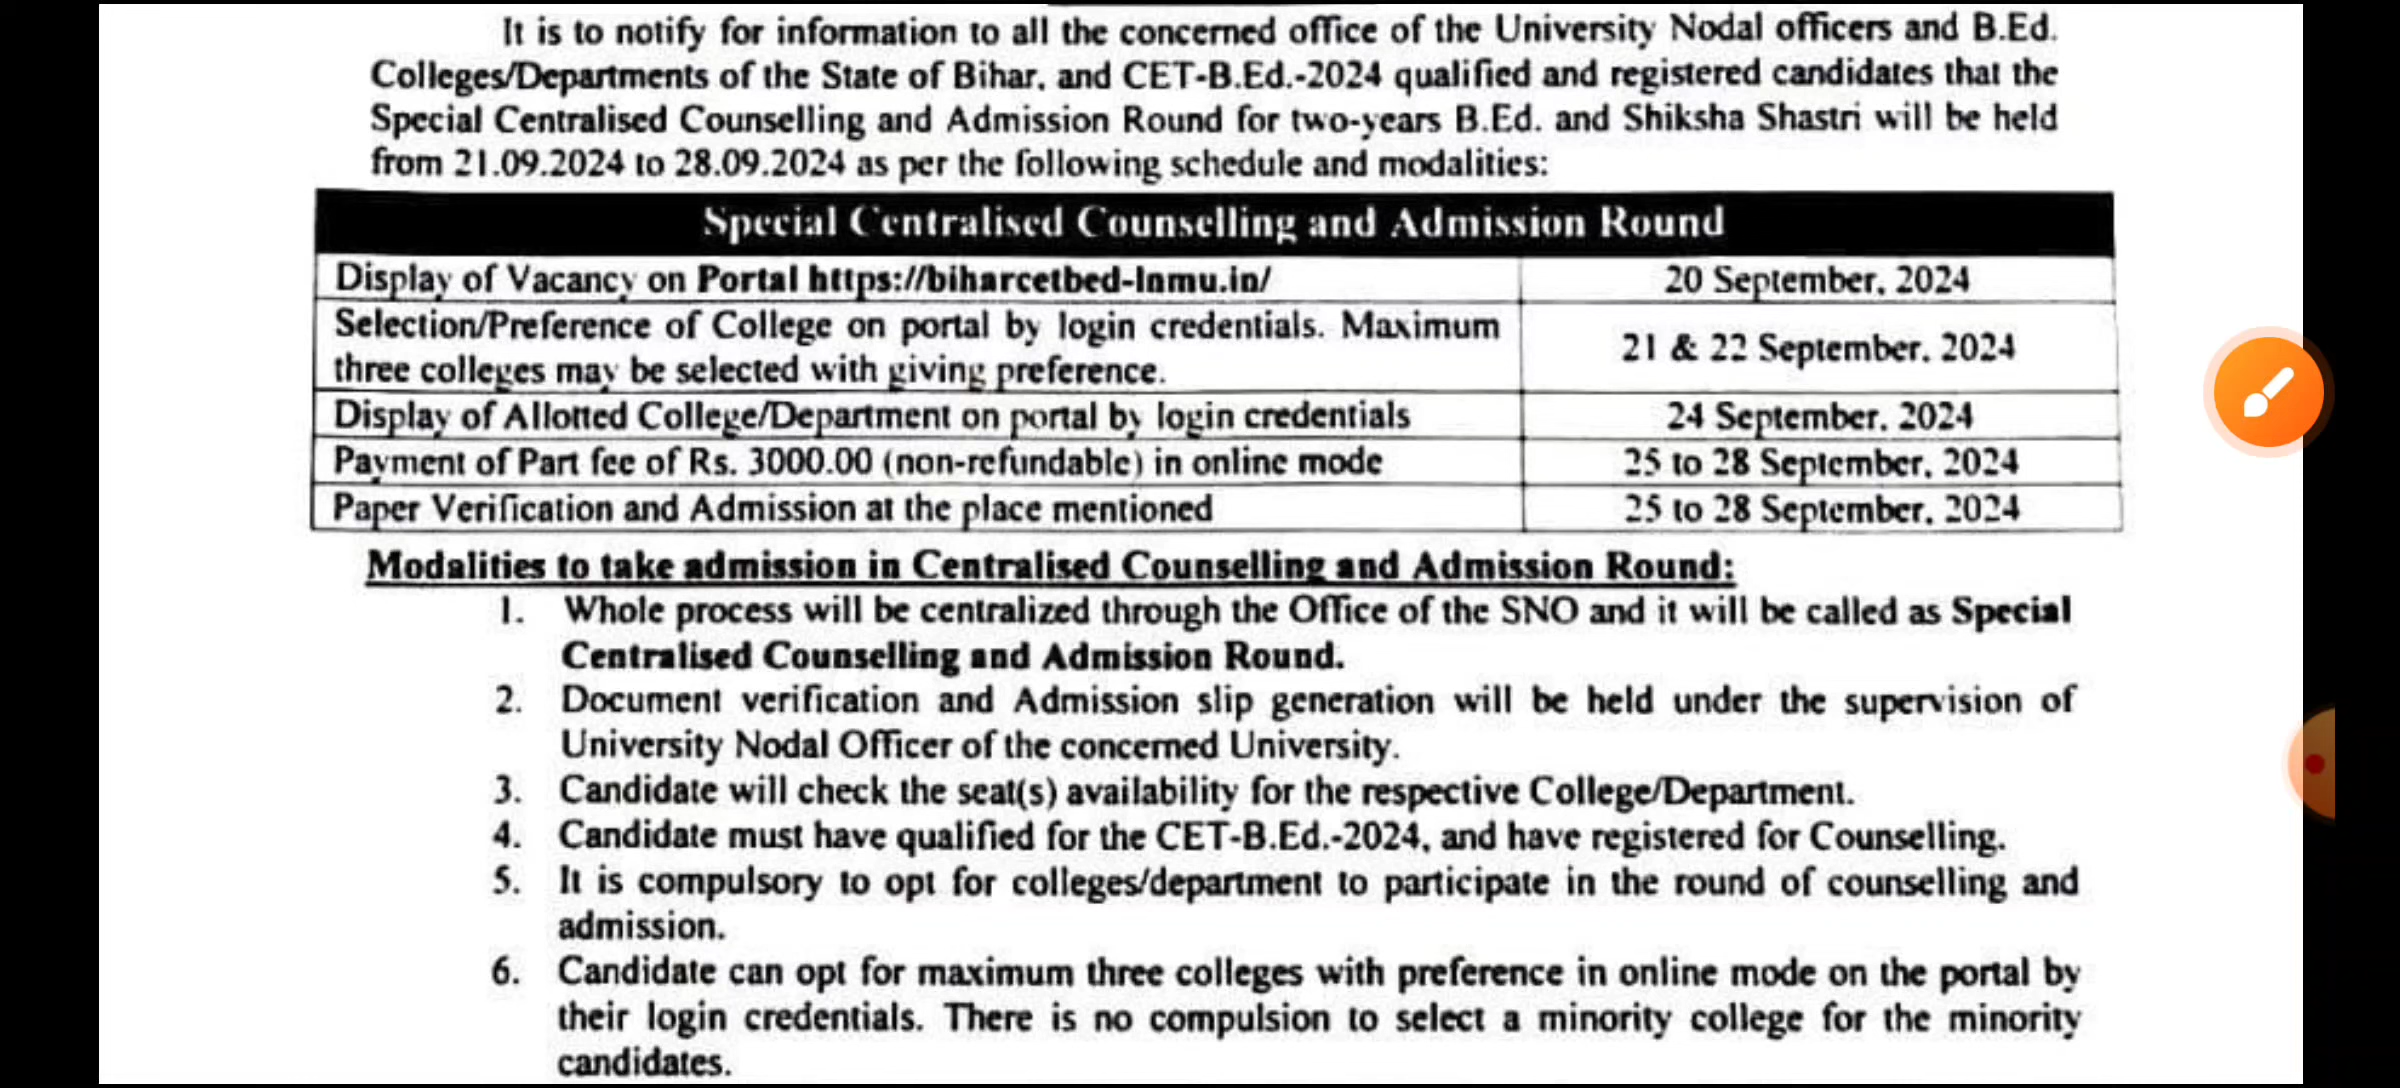 It is to notify for information to all the concerned office of the University Nodal officers and B.Ed.
Colleges/Departments of the State of Bihar, and CET-B.Ed.-2024 qualified and registered candidates that the
Special Centralised Counselling and Admission Round for two-years B.Ed. and Shiksha Shastri will be held
from 21.09.2024 to 28.09.2024 as per the following schedule and modalities:
Special Centralised Counselling and Admission Round
Display of Vacancy on Portal https://biharcetbed-lnmu.in/ 20 September, 2024
Selection/Preference of College on portal by login credentials. Maximum
three colleges may be selected with giving preference. 21 & 22 September, 2024
Display of Allotted College/Department on portal by login credentials 24 September, 2024
Payment of Part fee of Rs. 3000.00 (non-refundable) in online mode 25 to 28 September, 2024
Paper Verification and Admission at the place mentioned 25 to 28 September, 2024
Modalities to take admission in Centralised Counselling and Admission Round:
1. Whole process will be centralized through the Office of the SNO and it will be called as Special
Centralised Counselling and Admission Round.
2. Document verification and Admission slip generation will be held under the supervision of
University Nodal Officer of the concerned University.
3. Candidate will check the seat(s) availability for the respective College/Department.
4. Candidate must have qualified for the CET-B.Ed.-2024, and have registered for Counselling.
5. It is compulsory to opt for colleges/department to participate in the round of counselling and
admission.
6. Candidate can opt for maximum three colleges with preference in online mode on the portal by
their login credentials. There is no compulsion to select a minority college for the minority
candidates.